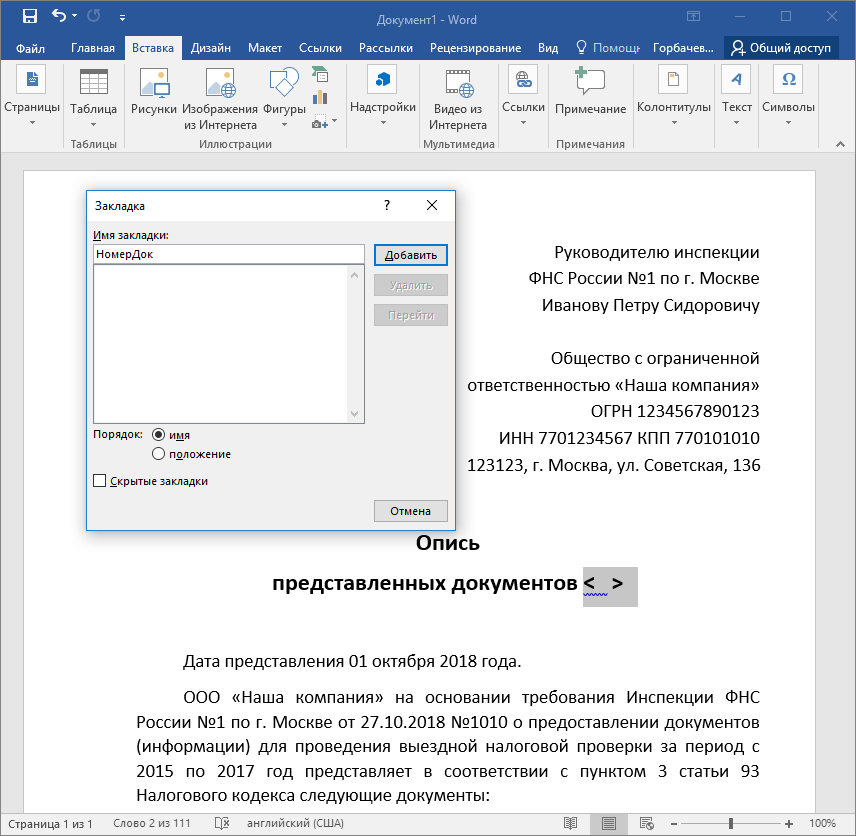 Документ1 - Word
Файл Главная Вставка Дизайн Макет Ссылки Рассылки Рецензирование Вид Помощь Горбачев... Общий доступ
Страницы Таблица Рисунки Изображения из Интернета Фигуры Надстройки Видео из Интернета Ссылки Примечание Колонтитулы Текст Символы
Таблицы Иллюстрации Мультимедиа Примечания
Закладка ?
Имя закладки:
НомерДок
Добавить
Удалить
Перейти
Порядок: имя
положение
Скрытые закладки
Отмена
Руководителю инспекции
ФНС России №1 по г. Москве
Иванову Петру Сидоровичу
Общество с ограниченной
ответственностью «Наша компания»
ОГРН 1234567890123
ИНН 7701234567 КПП 770101010
123123, г. Москва, ул. Советская, 136
Опись
представленных документов < >
Дата представления 01 октября 2018 года.
ООО «Наша компания» на основании требования Инспекции ФНС
России №1 по г. Москве от 27.10.2018 №1010 о предоставлении документов
(информации) для проведения выездной налоговой проверки за период с
2015 по 2017 год представляет в соответствии с пунктом 3 статьи 93
Налогового кодекса следующие документы:
Страница 1 из 1 Слово 2 из 111 английский (США) 100%